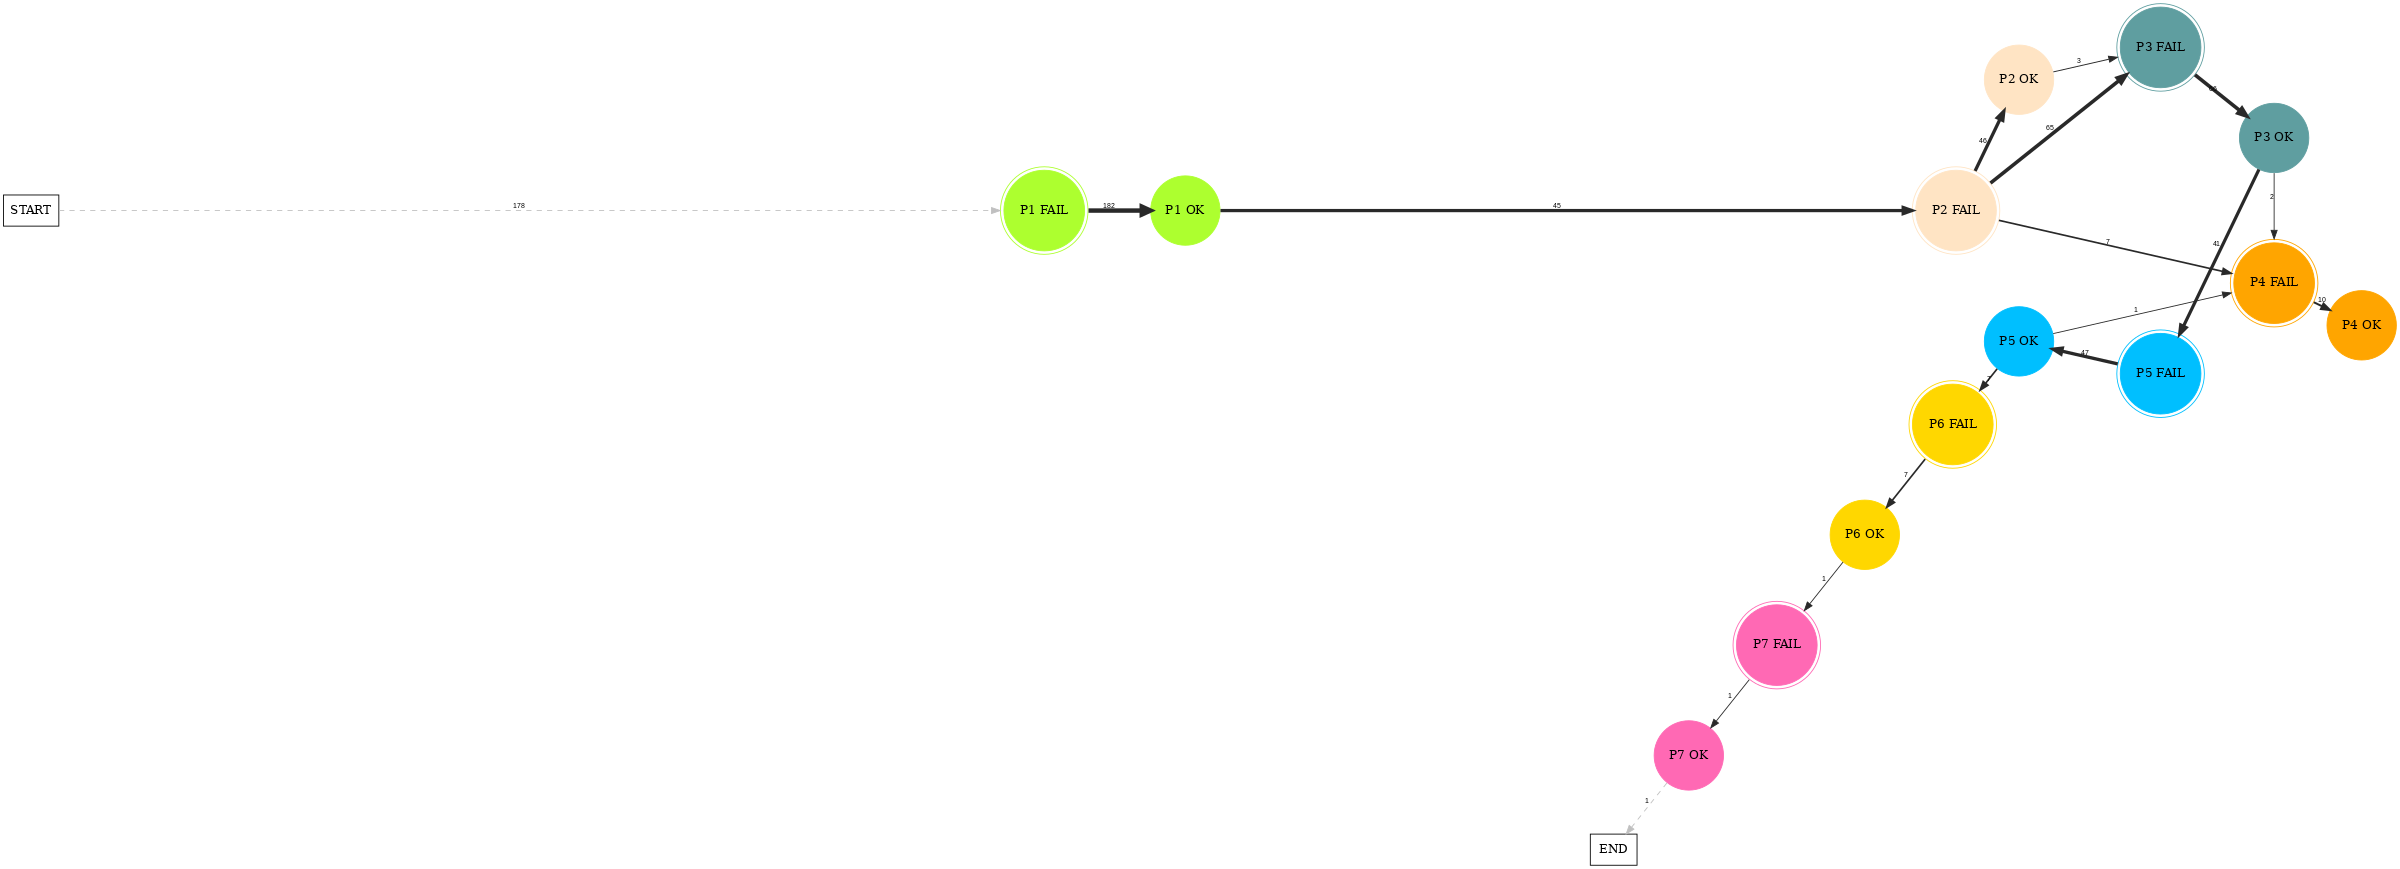 P3 FAIL
P2 OK
3
P3 OK
46
65
START
178
P1 FAIL
182
P1 OK
45
P2 FAIL
2
7
41
P4 FAIL
10
P4 OK
1
P5 OK
47
P5 FAIL
P6 FAIL
7
P6 OK
1
P7 FAIL
1
P7 OK
1
END